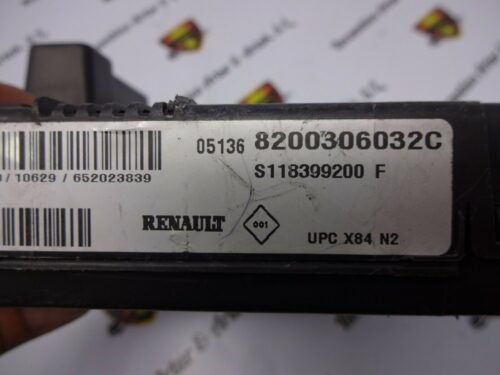 05136 8200306032C
S118399200 F
/ 10629 / 652023839
RENAULT
001
UPC X84 N2